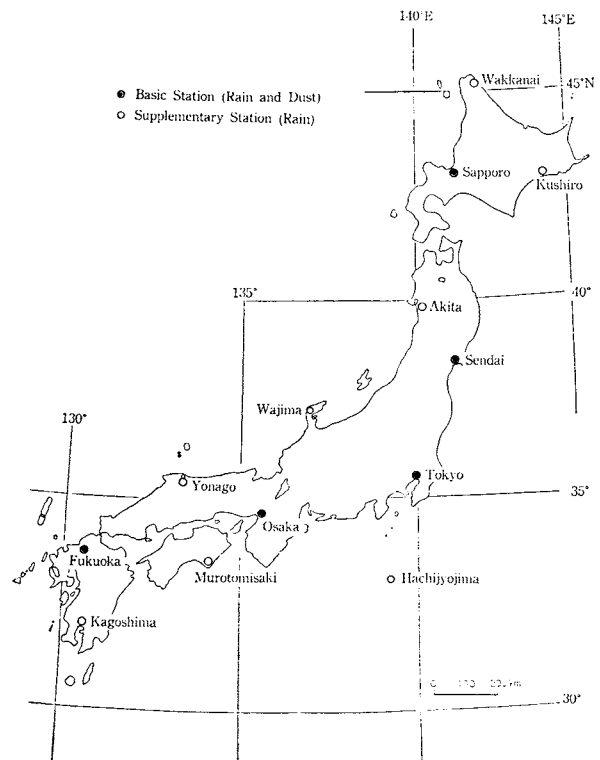 140°E
145°E
Wakkanai
45°N
Basic Station (Rain and Dust)
Supplementary Station (Rain)
Sapporo
Kushiro
135°
40°
Akita
Sendai
Wajima
130°
Tokyo
Yonago
35°
Osaka
Fukuoka
Murotomisaki
Hachijyojima
Kagoshima
0
30°